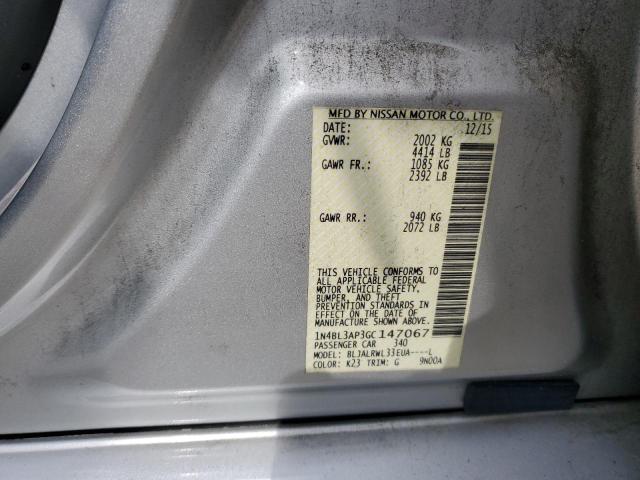 MFD BY NISSAN MOTOR CO., LTD.
DATE: 12/15
GVWR: 2002 KG
4414 LB
GAWR FR.: 1085 KG
2392 LB
GAWR RR.: 940 KG
2072 LB
THIS VEHICLE CONFORMS TO
ALL APPLICABLE FEDERAL
MOTOR VEHICLE SAFETY,
BUMPER, AND THEFT
PREVENTION STANDARDS IN
EFFECT ON THE DATE OF
MANUFACTURE SHOWN ABOVE.
1N4BL3AP3GC147067
PASSENGER CAR 340
MODEL: BLJALRWL33EUA----L
COLOR: K23 TRIM: G 9N00A